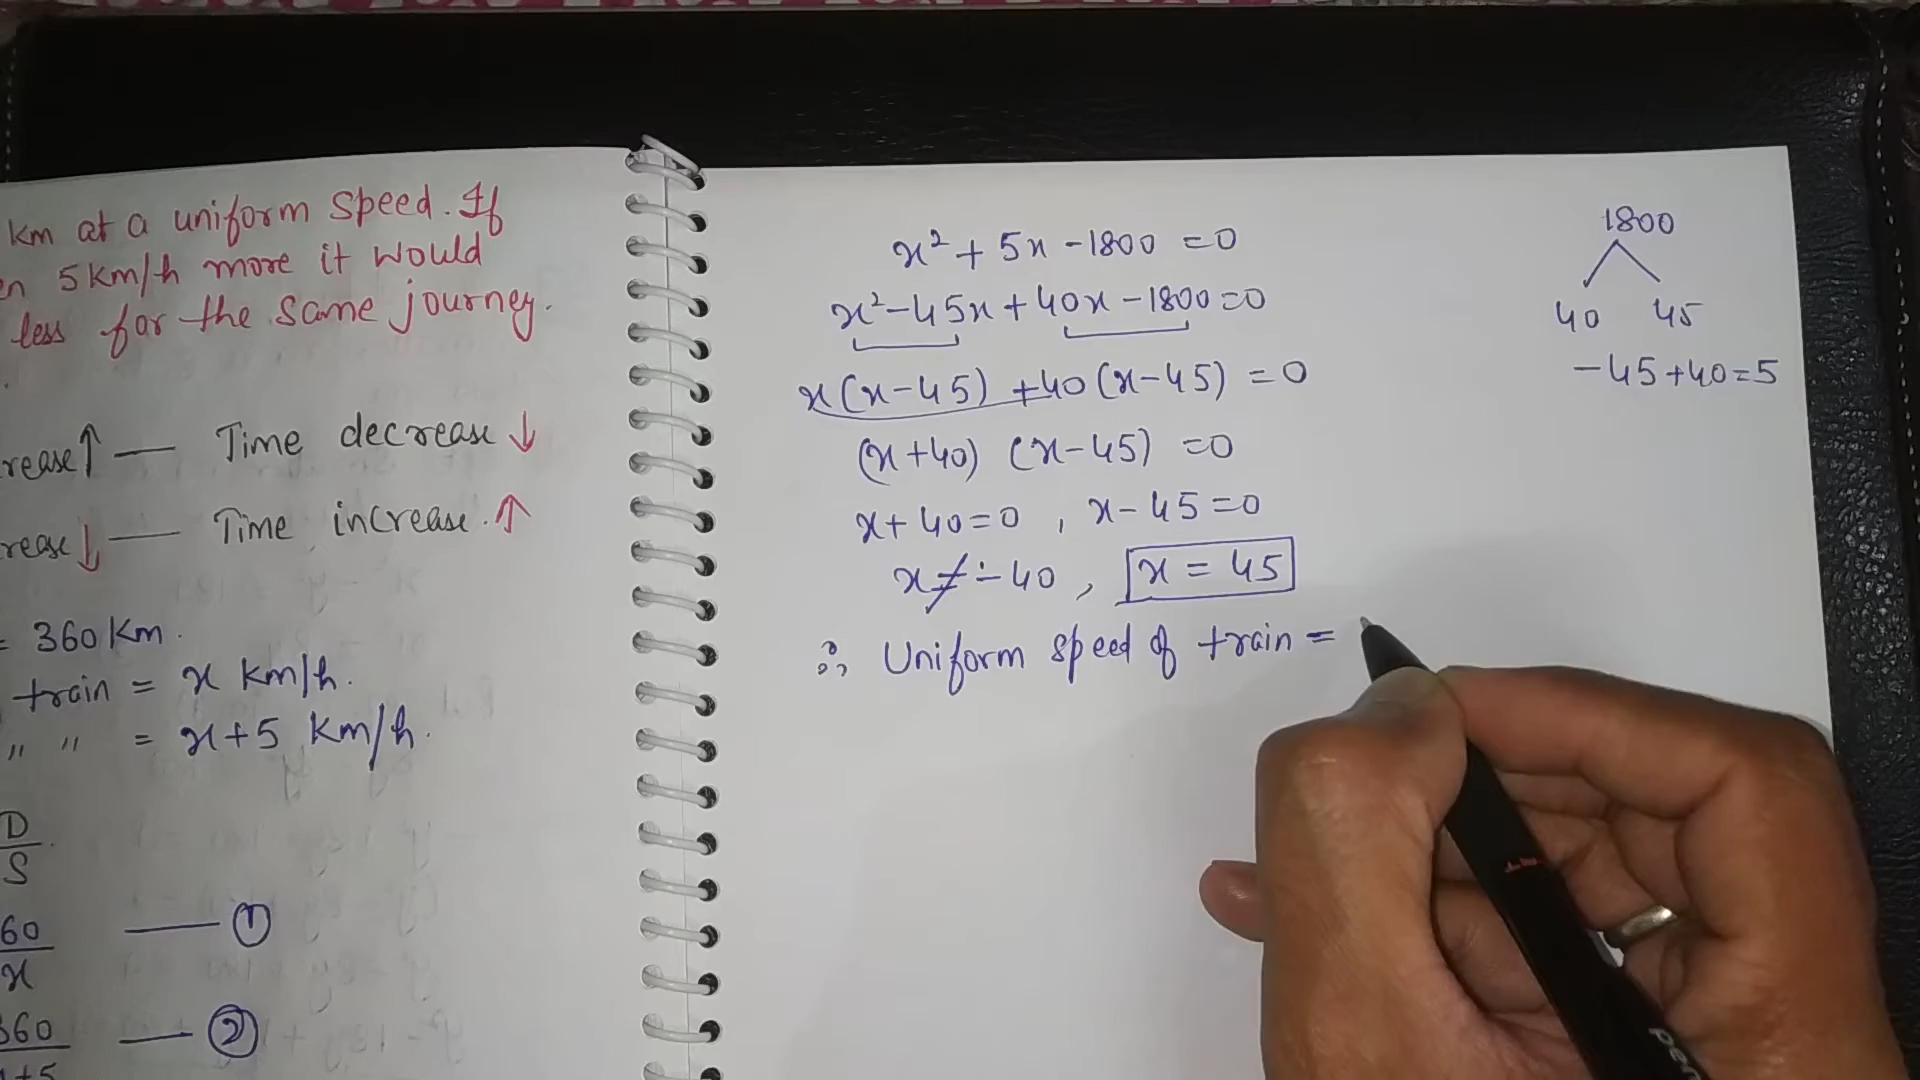 km at a uniform speed. If
5 km/h more it would
less for the same journey.
↑ — Time decrease ↓
↓ — Time increase. ↑
= 360 Km.
train = x km/h.
" " = x+5 km/h.
D
S
60
x
— ①
360
x+5
— ②
x² + 5x - 1800 = 0
x² - 45x + 40x - 1800 = 0
x(x-45) + 40(x-45) = 0
(x+40) (x-45) = 0
x + 40 = 0 , x - 45 = 0
x ≠ - 40 , x = 45
∴ Uniform speed of train =
1800
40 45
-45+40=5